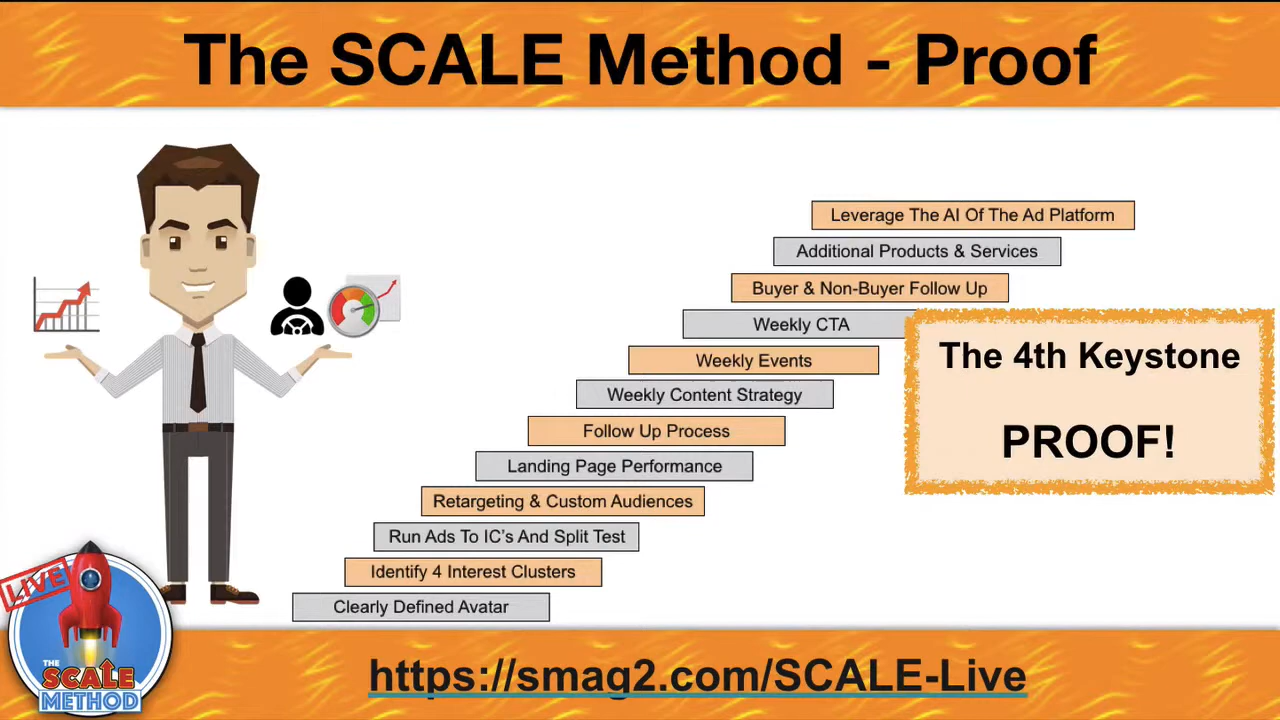 The SCALE Method - Proof
Leverage The AI Of The Ad Platform
Additional Products & Services
Buyer & Non-Buyer Follow Up
Weekly CTA
Weekly Events
Weekly Content Strategy
Follow Up Process
Landing Page Performance
Retargeting & Custom Audiences
Run Ads To IC's And Split Test
Identify 4 Interest Clusters
Clearly Defined Avatar
The 4th Keystone
PROOF!
LIVE
THE
SCALE
METHOD
https://smag2.com/SCALE-Live